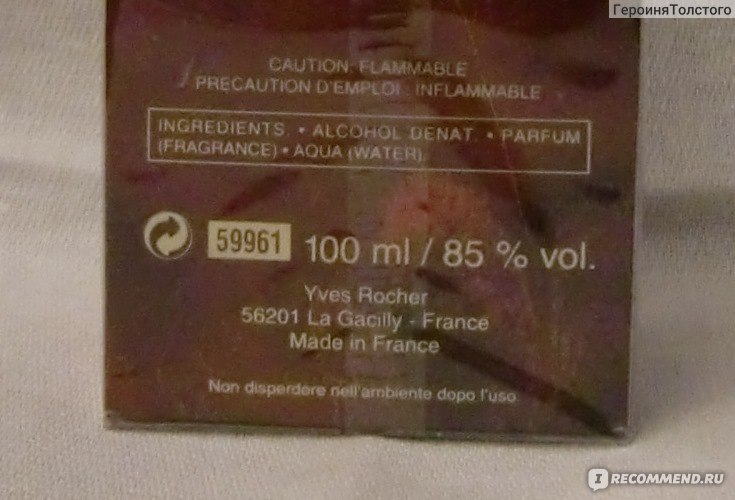 ГероиняТолстого
CAUTION: FLAMMABLE
PRECAUTION D'EMPLOI: INFLAMMABLE
INGREDIENTS: • ALCOHOL DENAT. • PARFUM
(FRAGRANCE) • AQUA (WATER).
59961 100 ml / 85 % vol.
Yves Rocher
56201 La Gacilly - France
Made in France
Non disperdere nell'ambiente dopo l'uso
I RECOMMEND.RU